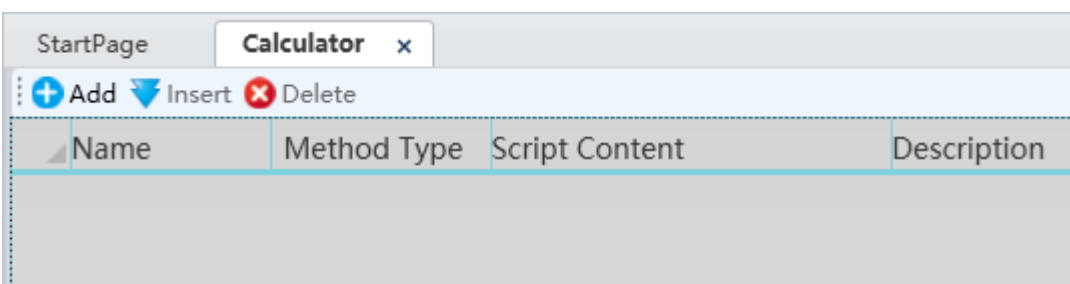 StartPage Calculator x
Add Insert Delete
Name Method Type Script Content Description